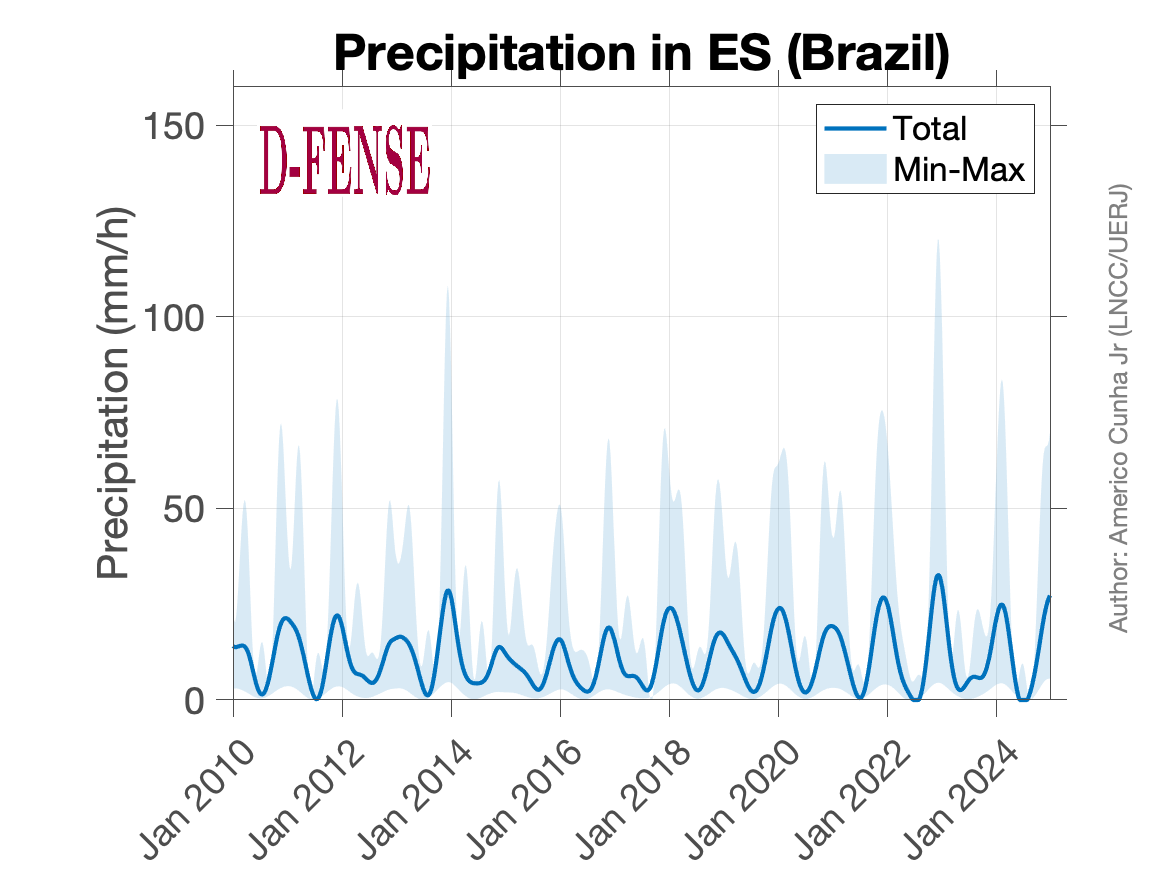 Precipitation in ES (Brazil)
D-FENSE
Total
Min-Max
Precipitation (mm/h)
150
100
50
0
Jan 2010
Jan 2012
Jan 2014
Jan 2016
Jan 2018
Jan 2020
Jan 2022
Jan 2024
Author: Americo Cunha Jr (LNCC/UERJ)